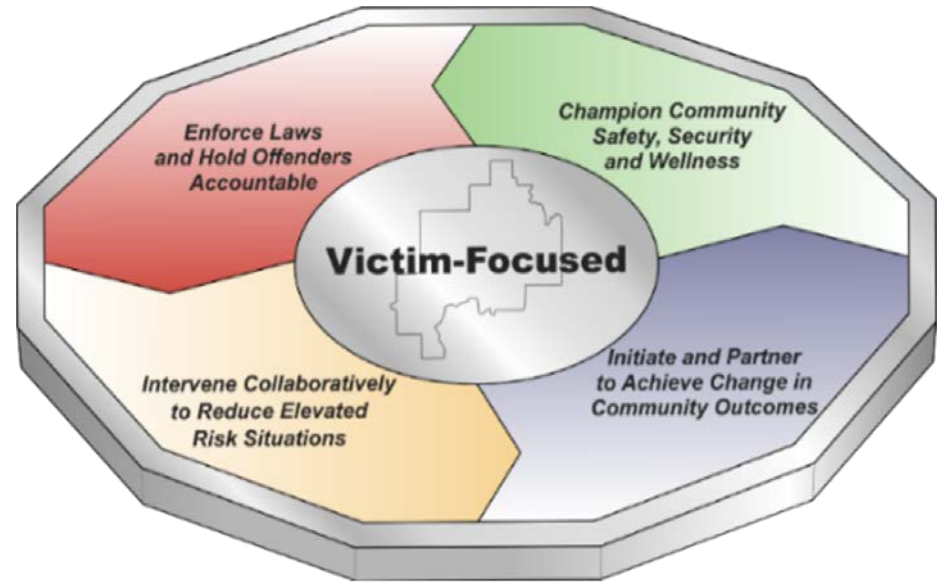 Enforce Laws
and Hold Offenders
Accountable
Champion Community
Safety, Security
and Wellness
Victim-Focused
Intervene Collaboratively
to Reduce Elevated
Risk Situations
Initiate and Partner
to Achieve Change in
Community Outcomes